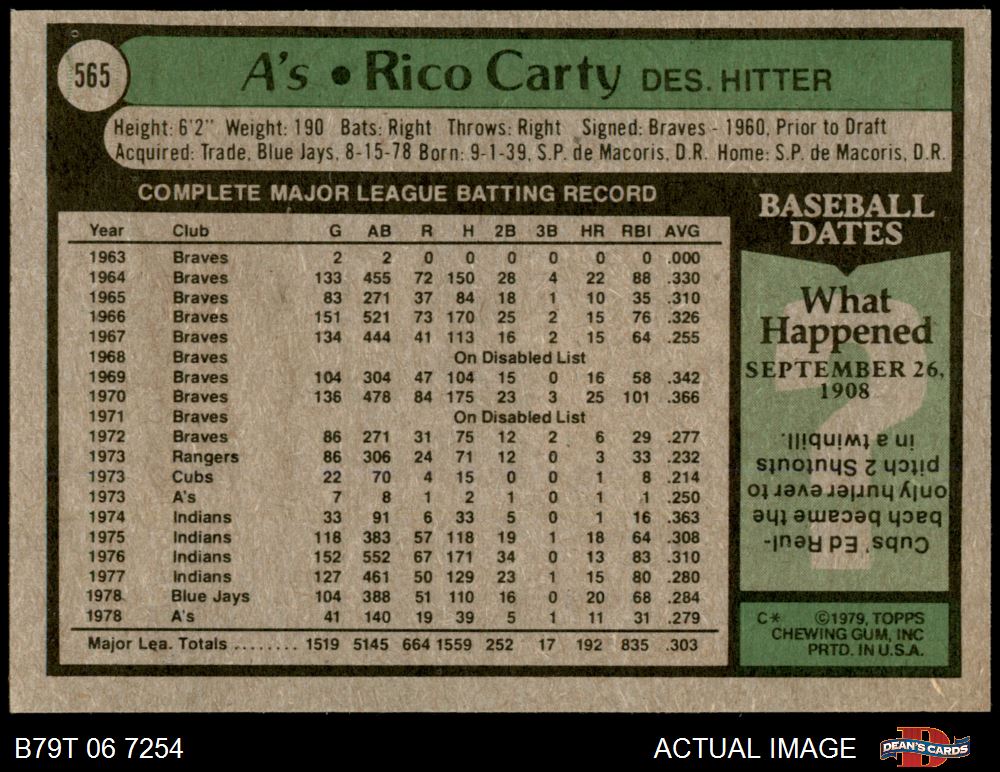 565
A's • Rico Carty DES. HITTER
Height: 6'2" Weight: 190 Bats: Right Throws: Right Signed: Braves - 1960, Prior to Draft
Acquired: Trade, Blue Jays, 8-15-78 Born: 9-1-39, S.P. de Macoris, D.R. Home: S.P. de Macoris, D.R.
COMPLETE MAJOR LEAGUE BATTING RECORD
Year Club G AB R H 2B 3B HR RBI AVG
1963 Braves 2 2 0 0 0 0 0 0 .000
1964 Braves 133 455 72 150 28 4 22 88 .330
1965 Braves 83 271 37 84 18 1 10 35 .310
1966 Braves 151 521 73 170 25 2 15 76 .326
1967 Braves 134 444 41 113 16 2 15 64 .255
1968 Braves On Disabled List
1969 Braves 104 304 47 104 15 0 16 58 .342
1970 Braves 136 478 84 175 23 3 25 101 .366
1971 Braves On Disabled List
1972 Braves 86 271 31 75 12 2 6 29 .277
1973 Rangers 86 306 24 71 12 0 3 33 .232
1973 Cubs 22 70 4 15 0 0 1 8 .214
1973 A's 7 8 1 2 1 0 1 1 .250
1974 Indians 33 91 6 33 5 0 1 16 .363
1975 Indians 118 383 57 118 19 1 18 64 .308
1976 Indians 152 552 67 171 34 0 13 83 .310
1977 Indians 127 461 50 129 23 1 15 80 .280
1978 Blue Jays 104 388 51 110 16 0 20 68 .284
1978 A's 41 140 19 39 5 1 11 31 .279
Major Lea. Totals ........ 1519 5145 664 1559 252 17 192 835 .303
BASEBALL
DATES
What
Happened
SEPTEMBER 26,
1908
?
Cubs' Ed Reul-
bach became the
only hurler ever to
pitch 2 Shutouts
in a twinbill.
C* ©1979, TOPPS
CHEWING GUM, INC
PRTD. IN U.S.A.
B79T 06 7254
ACTUAL IMAGE
D
DEAN'S CARDS